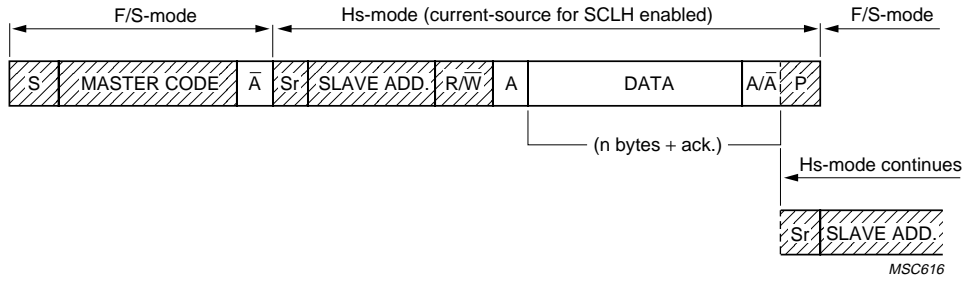 F/S-mode Hs-mode (current-source for SCLH enabled) F/S-mode
S MASTER CODE A̅ Sr SLAVE ADD. R/W̅ A DATA A/A̅ P
(n bytes + ack.)
Hs-mode continues
Sr SLAVE ADD.
MSC616